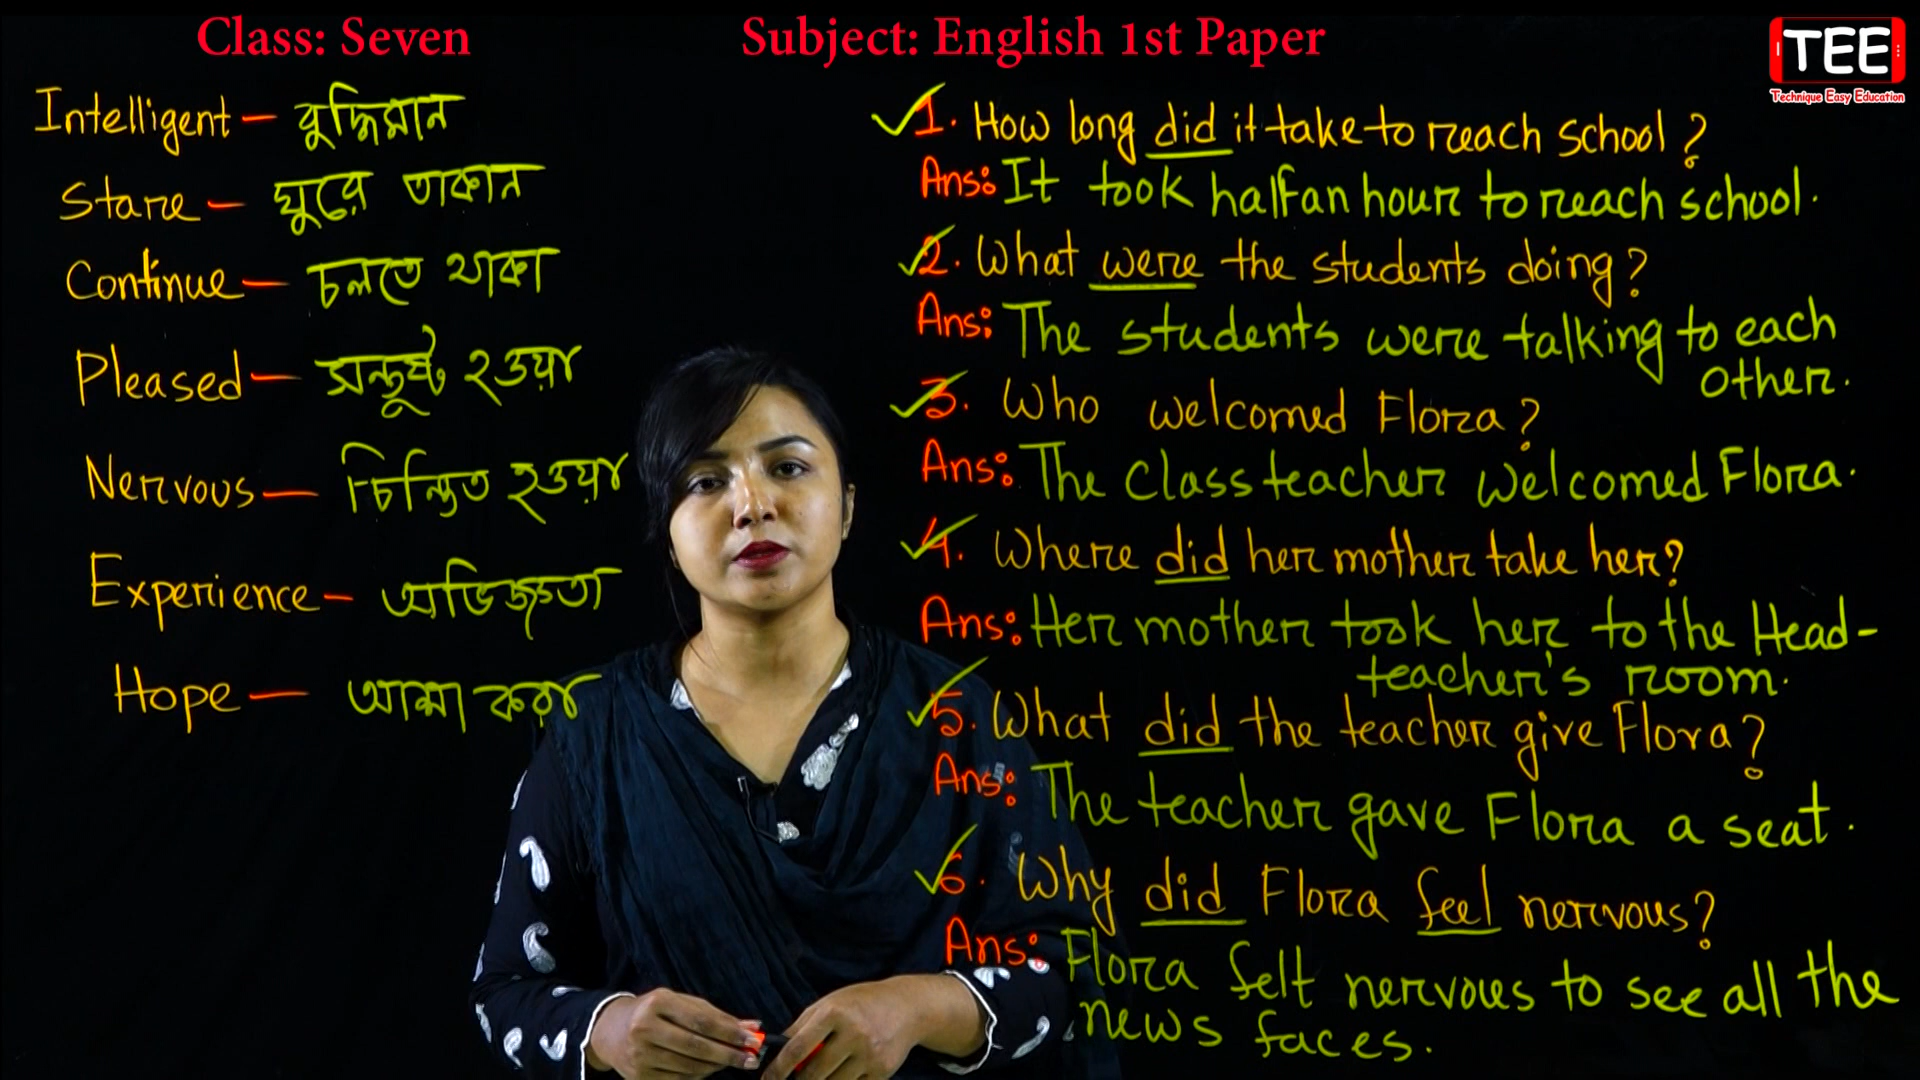 Class: Seven
Subject: English 1st Paper
TEE
Technique Easy Education
Intelligent — বুদ্ধিমান
Stare — ঘুরে তাকান
Continue — চলতে থাকা
Pleased — সন্তুষ্ট হওয়া
Nervous — চিন্তিত হওয়া
Experience — অভিজ্ঞতা
Hope — আশা করা
1. How long did it take to reach school?
Ans: It took half an hour to reach school.
2. What were the students doing?
Ans: The students were talking to each
other.
3. Who welcomed Flora?
Ans: The class teacher welcomed Flora.
4. Where did her mother take her?
Ans: Her mother took her to the Head-
teacher's room.
5. What did the teacher give Flora?
Ans: The teacher gave Flora a seat.
6. Why did Flora feel nervous?
Ans: Flora felt nervous to see all the
news faces.